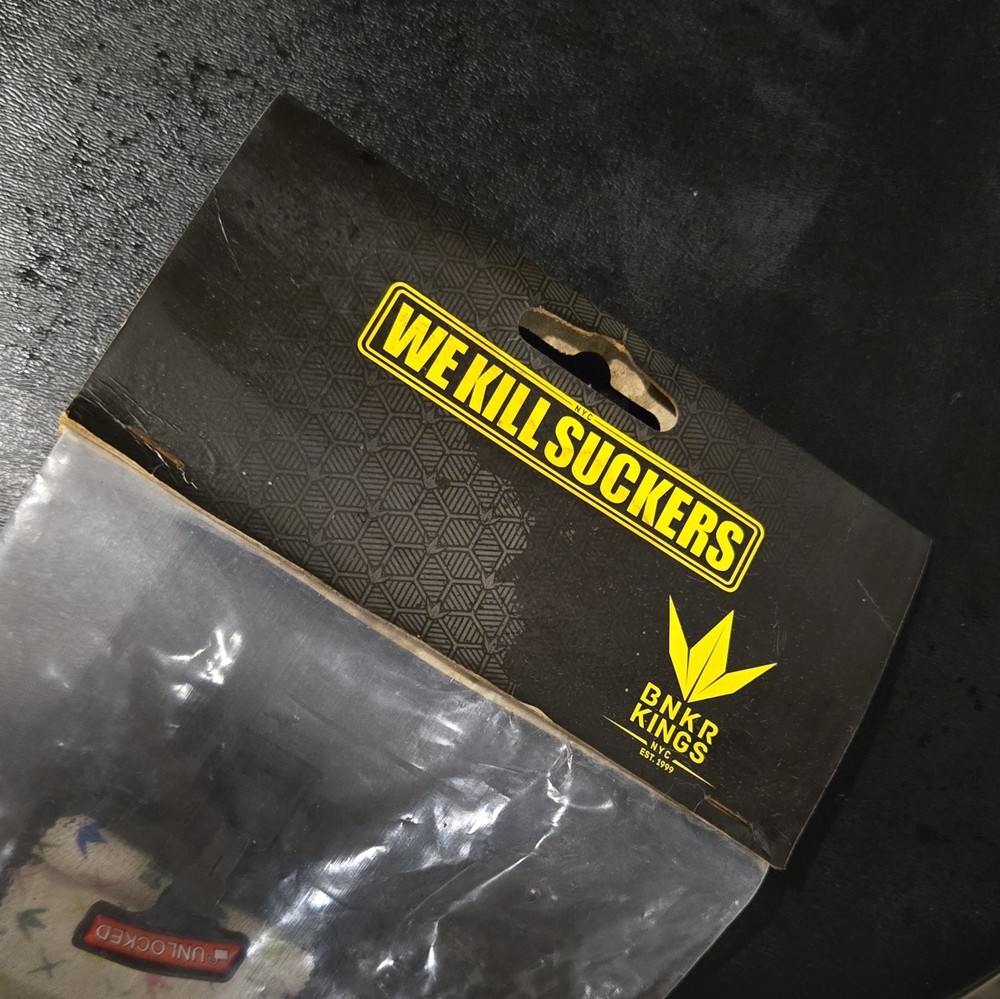 NYC
WE KILL SUCKERS
BNKR
KINGS
NYC
EST. 1999
UNLOCKED